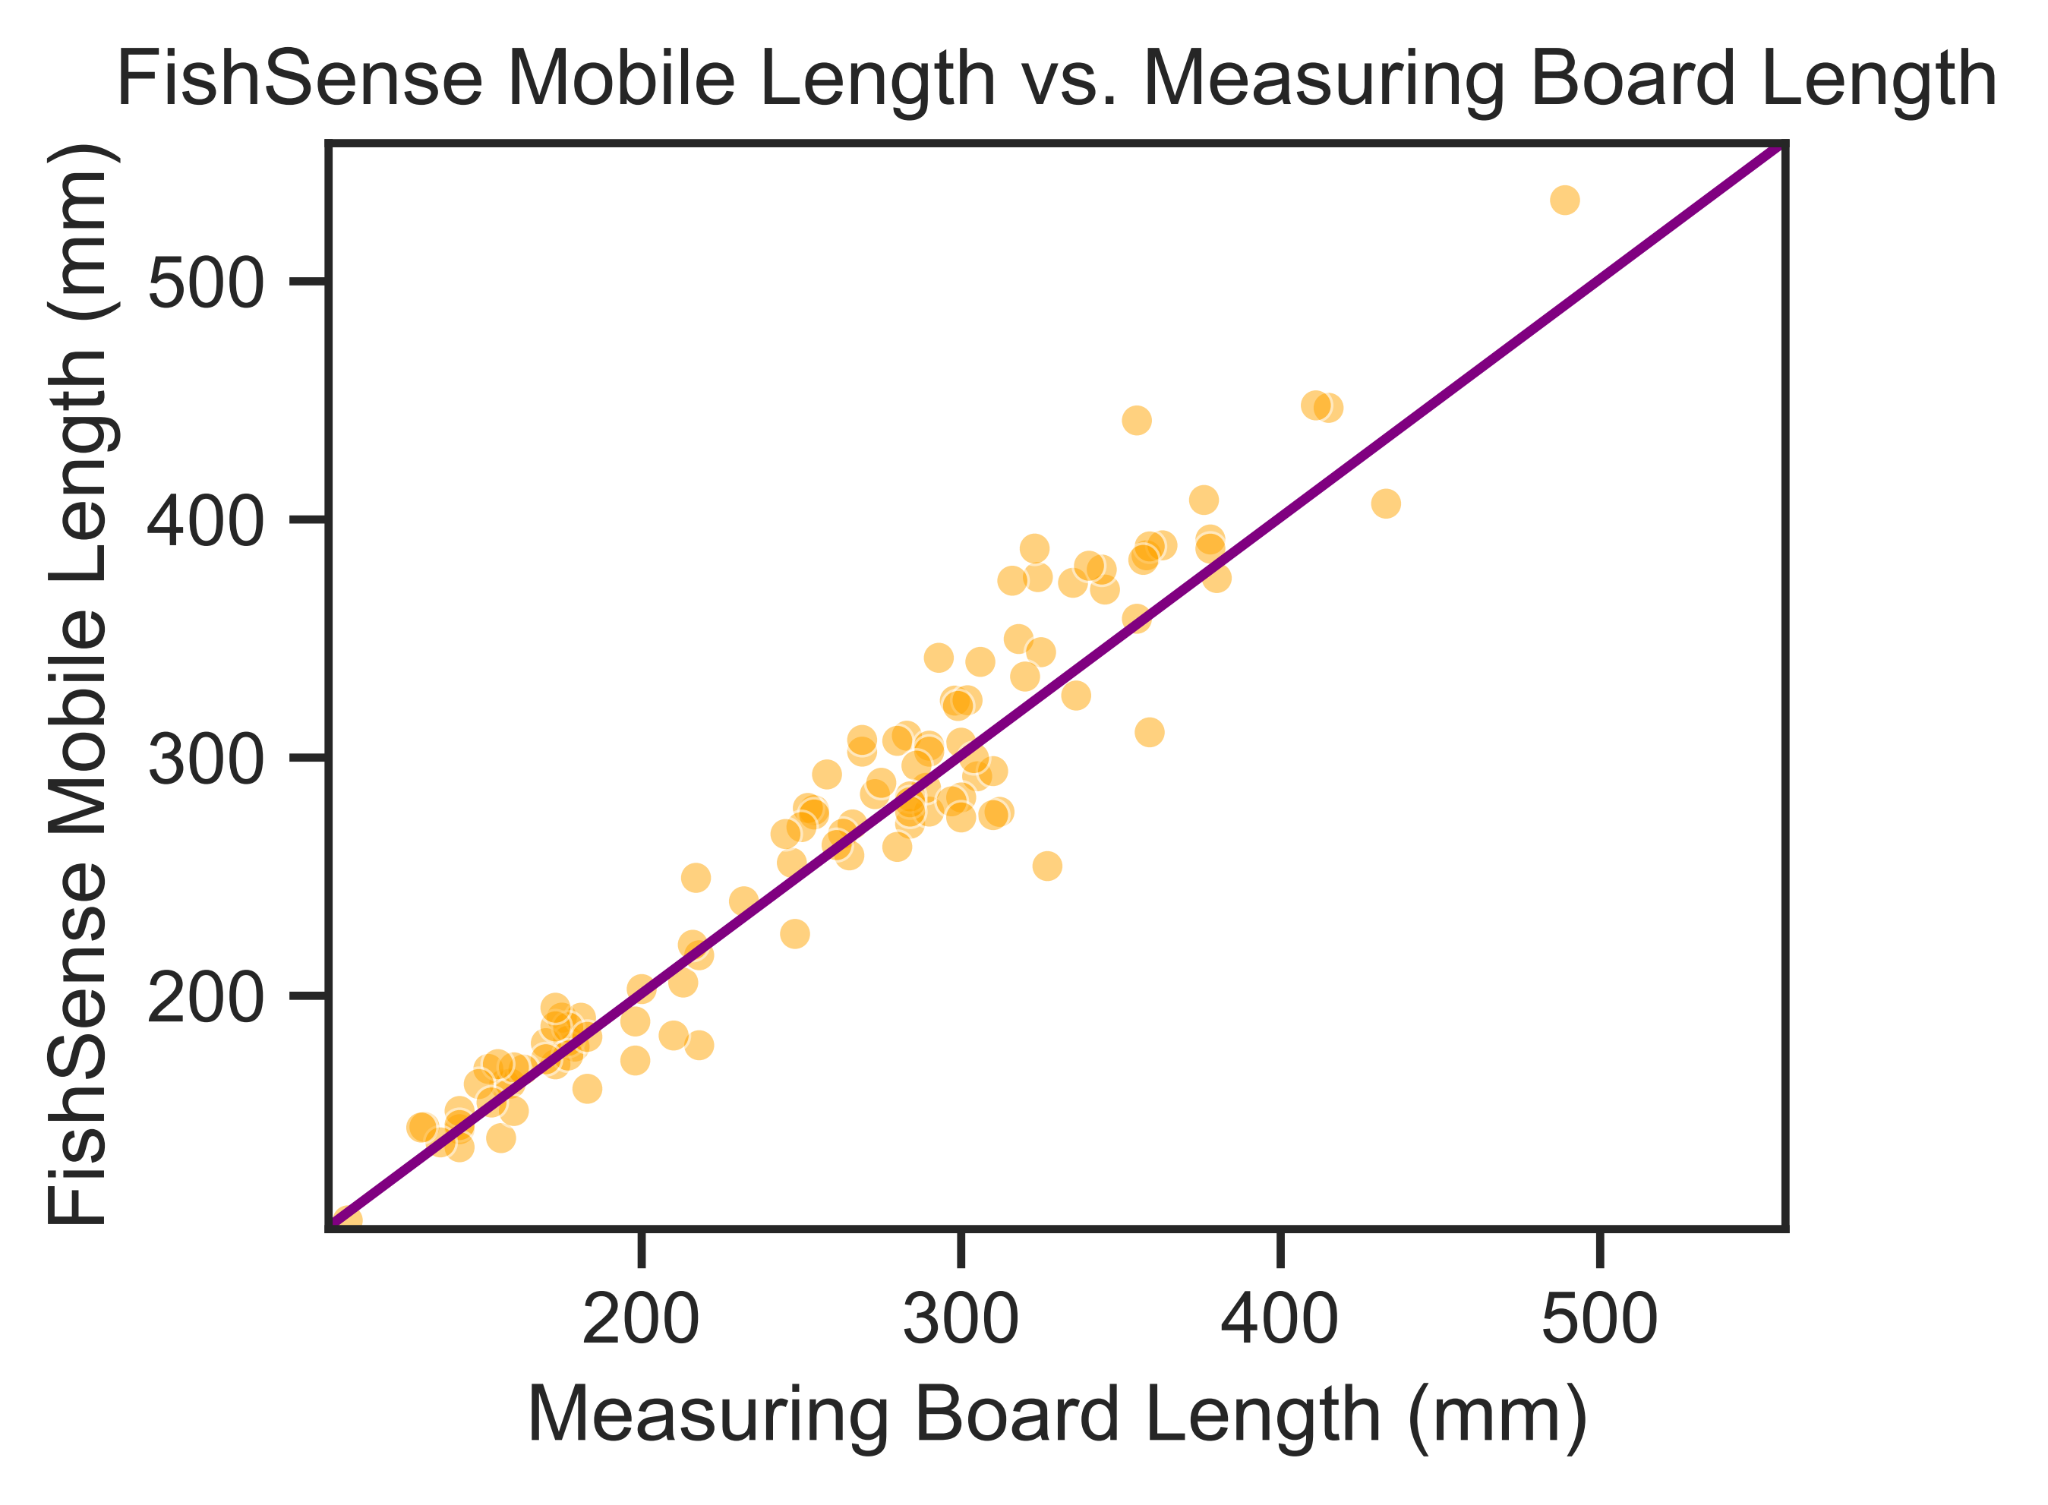 FishSense Mobile Length vs. Measuring Board Length
FishSense Mobile Length (mm)
500
400
300
200
200 300 400 500
Measuring Board Length (mm)